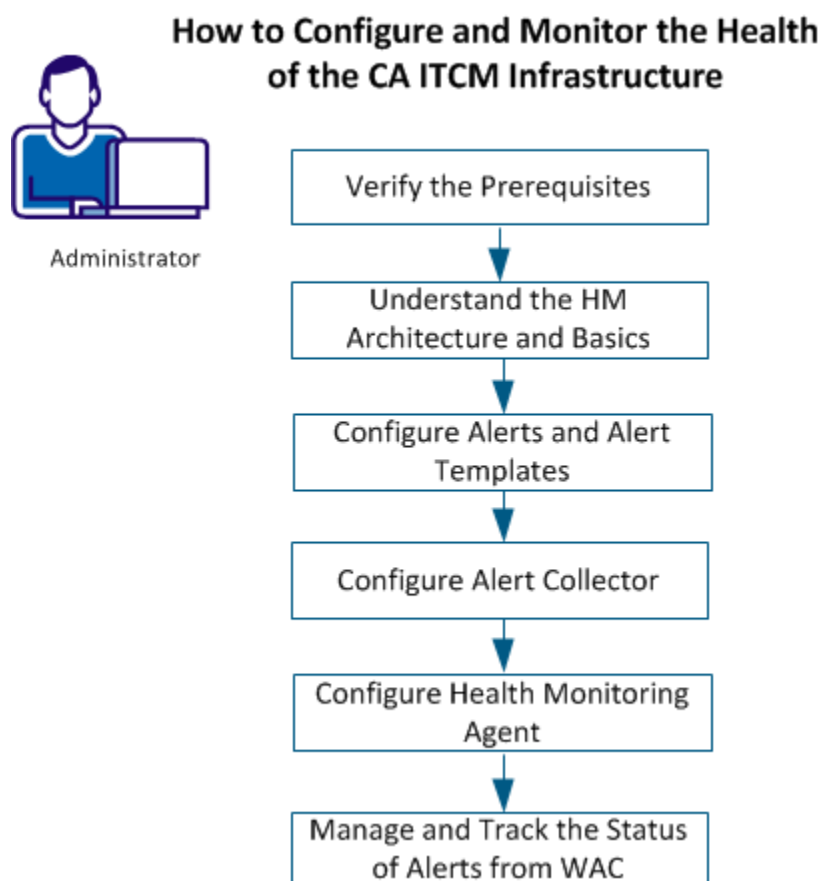 How to Configure and Monitor the Health
of the CA ITCM Infrastructure
Administrator
Verify the Prerequisites
Understand the HM
Architecture and Basics
Configure Alerts and Alert
Templates
Configure Alert Collector
Configure Health Monitoring
Agent
Manage and Track the Status
of Alerts from WAC